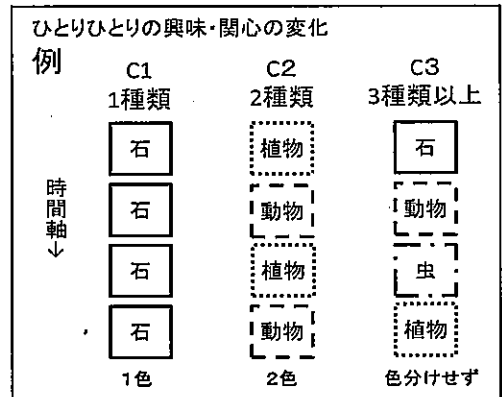 ひとりひとりの興味・関心の変化
例
C1 C2 C3
1種類 2種類 3種類以上
石 植物 石
石 動物 動物
石 植物 虫
石 動物 植物
時間軸↓
1色 2色 色分けせず